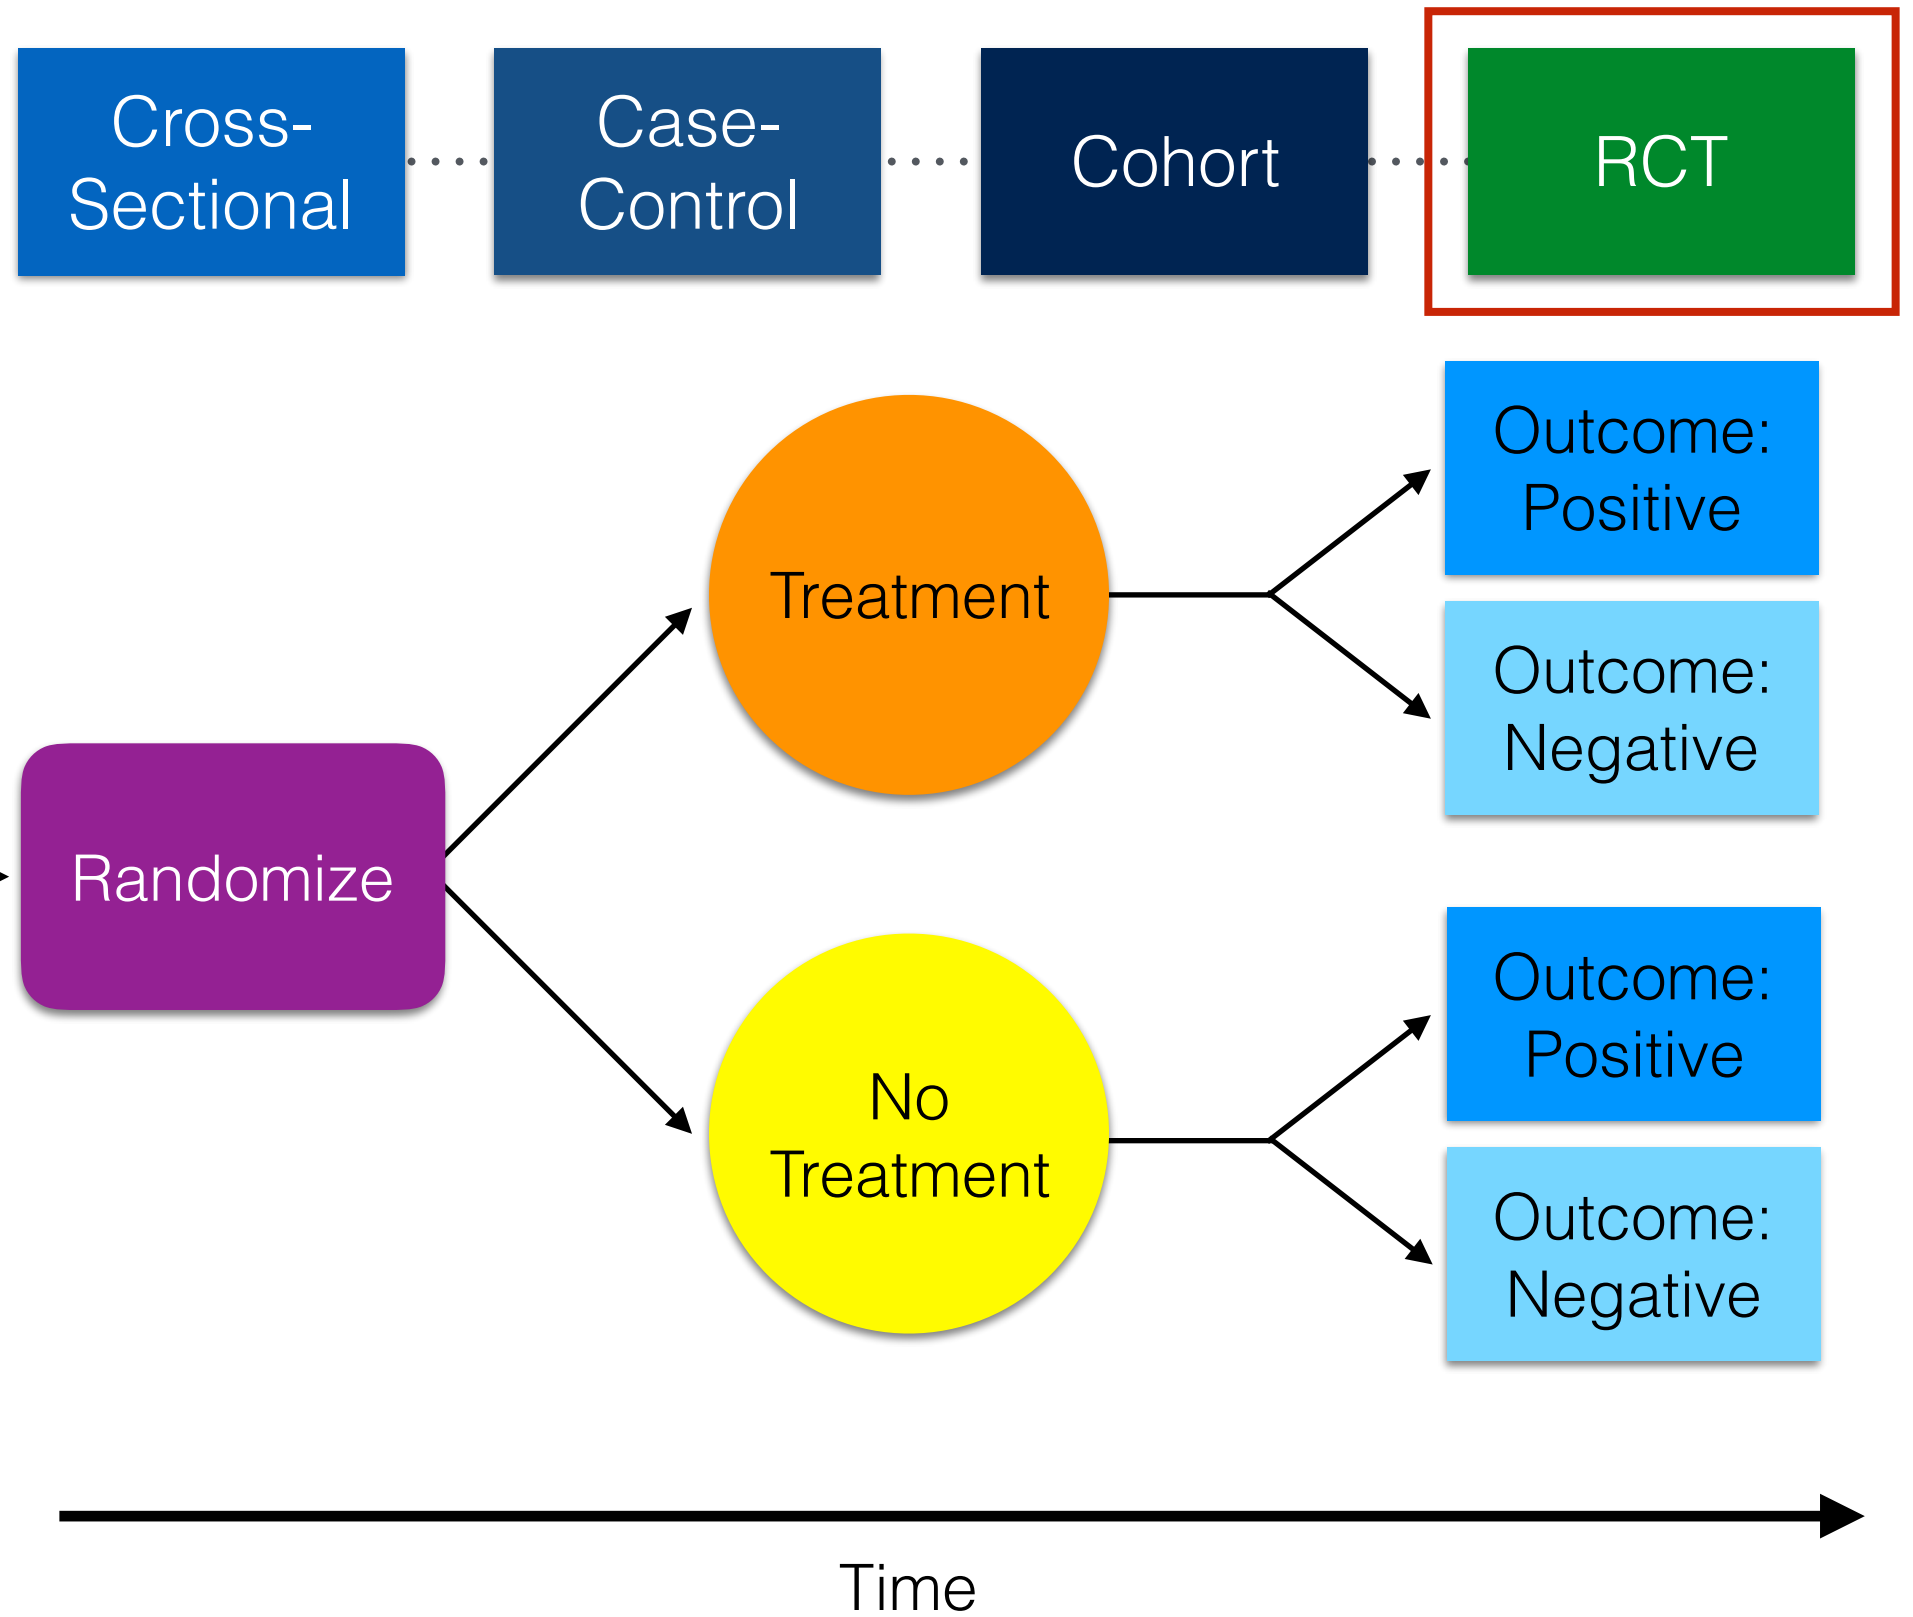 Cross-
Sectional
Case-
Control
Cohort
RCT
Outcome:
Positive
Treatment
Outcome:
Negative
Randomize
Outcome:
Positive
No
Treatment
Outcome:
Negative
Time